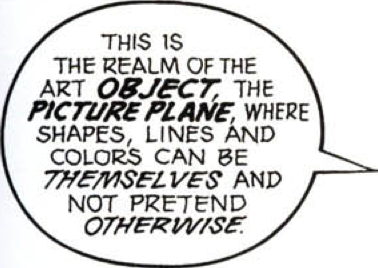 THIS IS
THE REALM OF THE
ART OBJECT, THE
PICTURE PLANE, WHERE
SHAPES, LINES AND
COLORS CAN BE
THEMSELVES AND
NOT PRETEND
OTHERWISE.